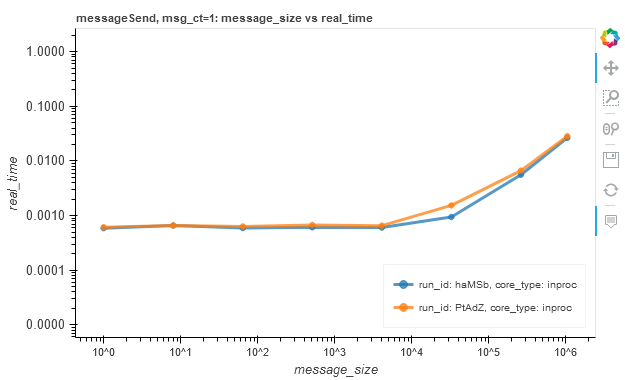 messageSend, msg_ct=1: message_size vs real_time
1.0000
0.1000
0.0100
0.0010
0.0001
0.0000
real_time
run_id: haMSb, core_type: inproc
run_id: PtAdZ, core_type: inproc
10^0 10^1 10^2 10^3 10^4 10^5 10^6
message_size